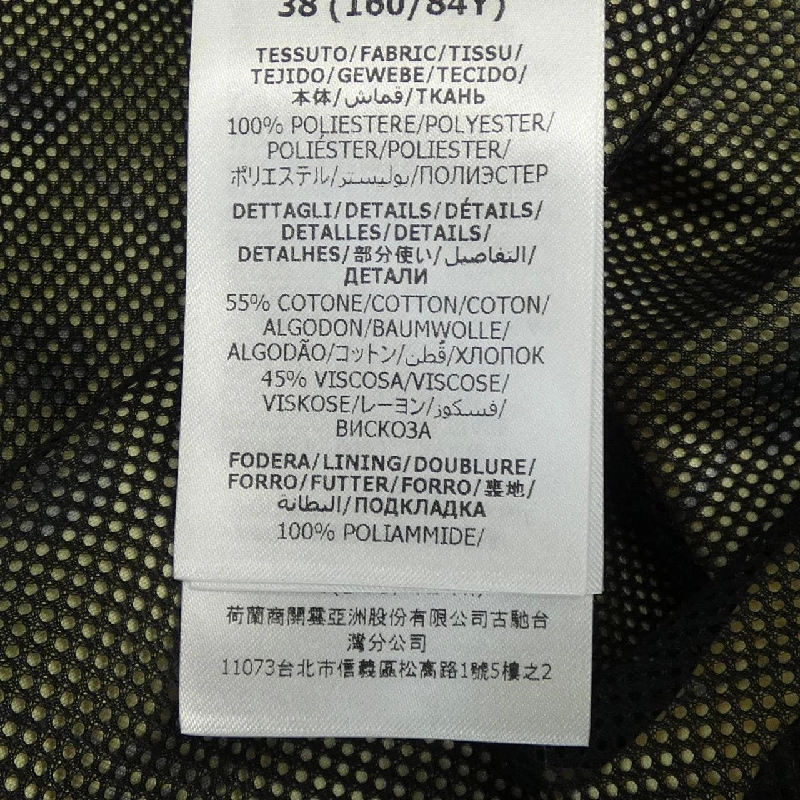 38 (160/84Y)
TESSUTO/FABRIC/TISSU/
TEJIDO/GEWEBE/TECIDO/
本体/قماش/ТКАНЬ
100% POLIESTERE/POLYESTER/
POLIÉSTER/POLIESTER/
ポリエステル/بوليستر/ПОЛИЭСТЕР
DETTAGLI/DETAILS/DÉTAILS/
DETALLES/DETAILS/
DETALHES/部分使い/التفاصيل/
ДЕТАЛИ
55% COTONE/COTTON/COTON/
ALGODON/BAUMWOLLE/
ALGODÃO/コットン/قُطن/ХЛОПОК
45% VISCOSA/VISCOSE/
VISKOSE/レーヨン/فسكوز/
ВИСКОЗА
FODERA/LINING/DOUBLURE/
FORRO/FUTTER/FORRO/裏地/
البطانة/ПОДКЛАДКА
100% POLIAMMIDE/
荷蘭商開雲亞洲股份有限公司古馳台
灣分公司
11073台北市信義區松高路1號5樓之2